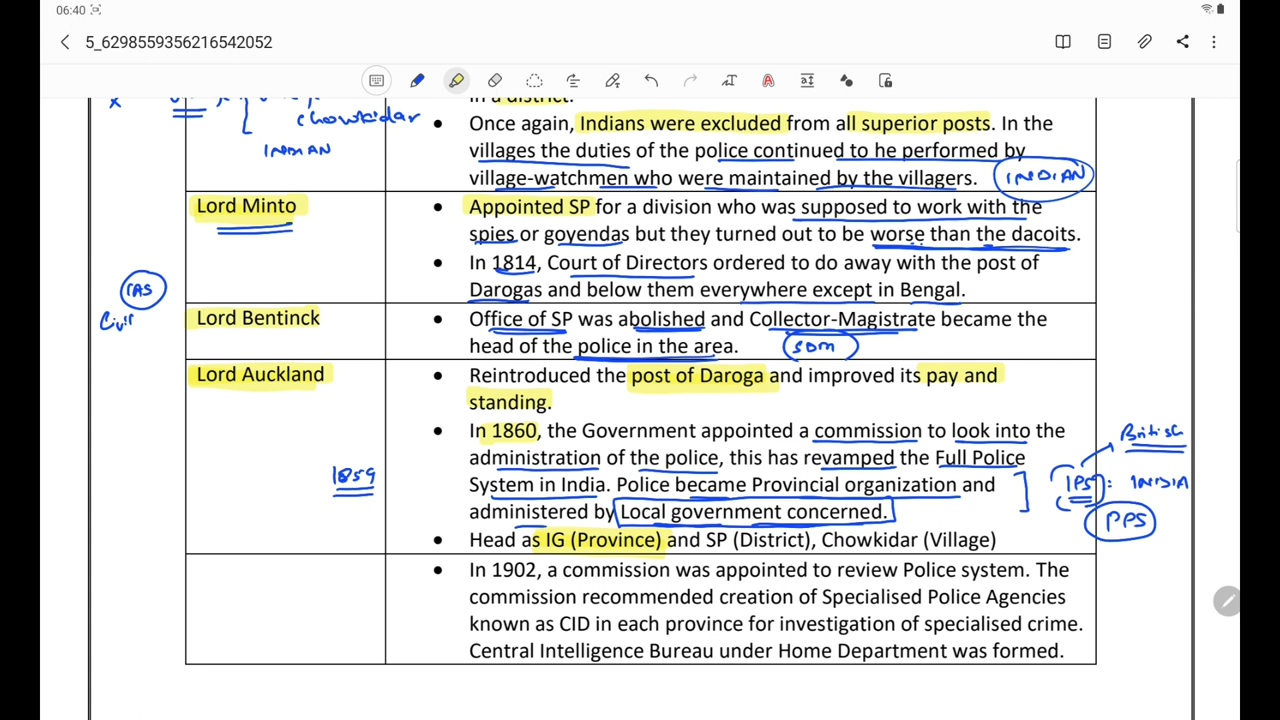 06:40
5_6298559356216542052
in a district.
chowkidar
INDIAN
Once again, Indians were excluded from all superior posts. In the
villages the duties of the police continued to he performed by
village-watchmen who were maintained by the villagers.
INDIAN
Lord Minto
Appointed SP for a division who was supposed to work with the
spies or goyendas but they turned out to be worse than the dacoits.
In 1814, Court of Directors ordered to do away with the post of
Darogas and below them everywhere except in Bengal.
IAS
Civil
Lord Bentinck
Office of SP was abolished and Collector-Magistrate became the
head of the police in the area.
SDM
Lord Auckland
Reintroduced the post of Daroga and improved its pay and
standing.
In 1860, the Government appointed a commission to look into the
administration of the police, this has revamped the Full Police
System in India. Police became Provincial organization and
administered by Local government concerned.
1859
British
IPS : INDIA
PPS
Head as IG (Province) and SP (District), Chowkidar (Village)
In 1902, a commission was appointed to review Police system. The
commission recommended creation of Specialised Police Agencies
known as CID in each province for investigation of specialised crime.
Central Intelligence Bureau under Home Department was formed.